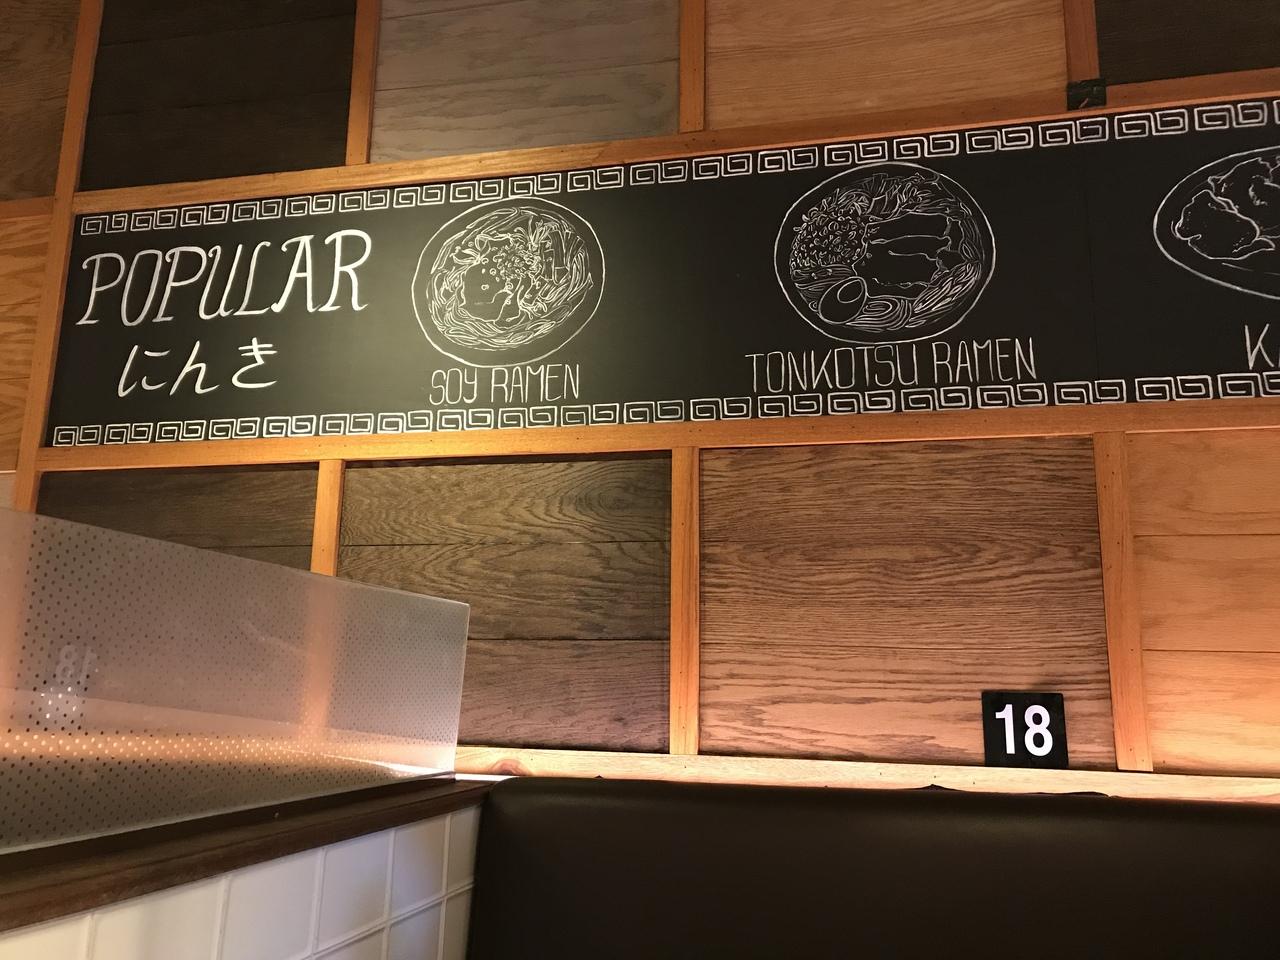 POPULAR
にんき
SOY RAMEN
TONKOTSU RAMEN
K
18